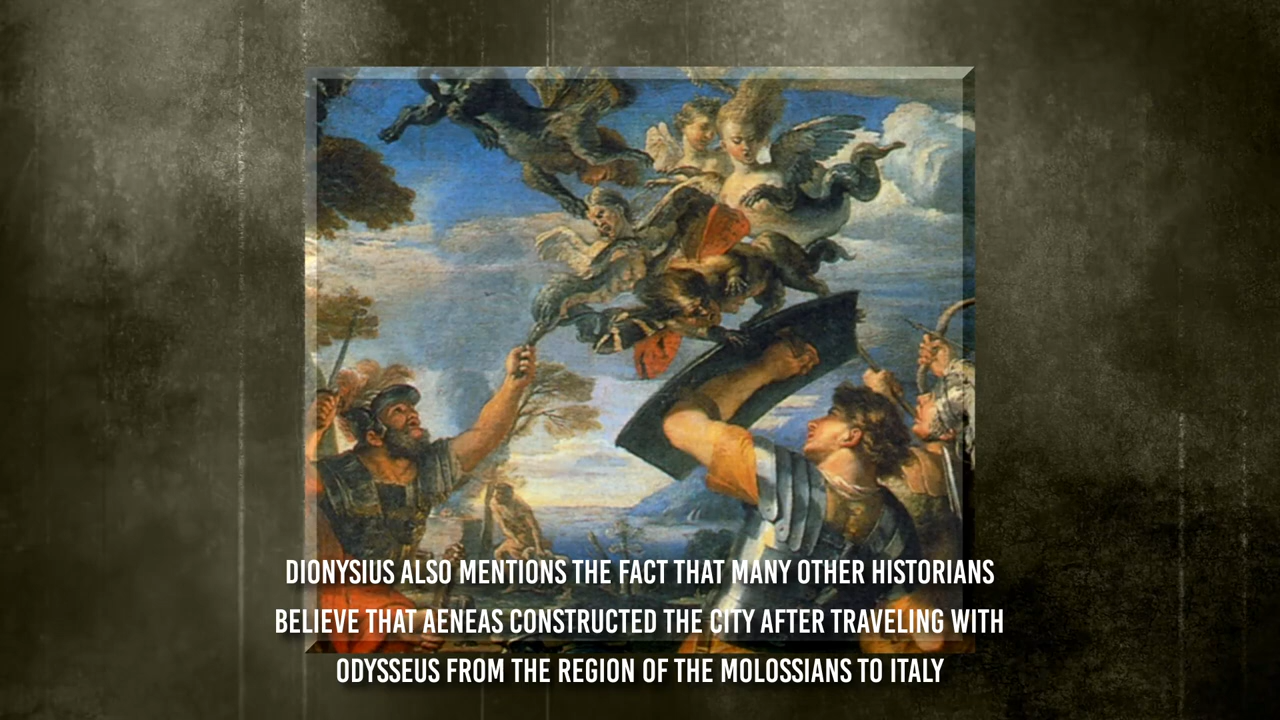 DIONYSIUS ALSO MENTIONS THE FACT THAT MANY OTHER HISTORIANS
BELIEVE THAT AENEAS CONSTRUCTED THE CITY AFTER TRAVELING WITH
ODYSSEUS FROM THE REGION OF THE MOLOSSIANS TO ITALY